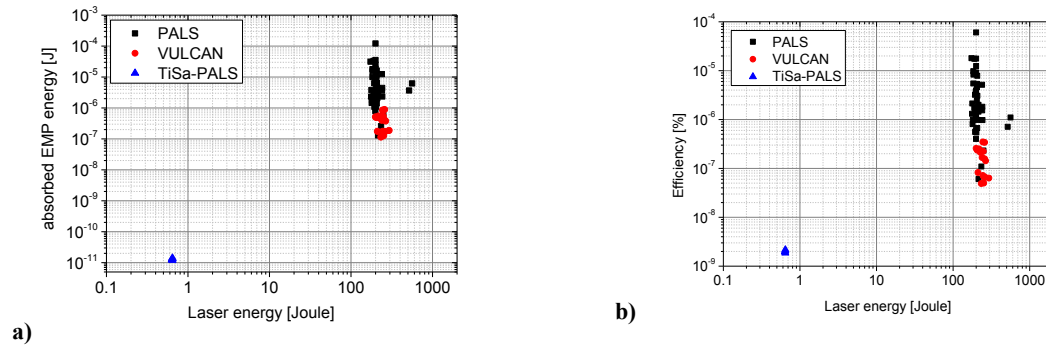 10^-3
10^-4
10^-5
10^-6
10^-7
10^-8
10^-9
10^-10
10^-11
absorbed EMP energy [J]
PALS
VULCAN
TiSa-PALS
0.1 1 10 100 1000
Laser energy [Joule]
a)
10^-4
10^-5
10^-6
10^-7
10^-8
10^-9
Efficiency [%]
PALS
VULCAN
TiSa-PALS
0.1 1 10 100 1000
Laser energy [Joule]
b)